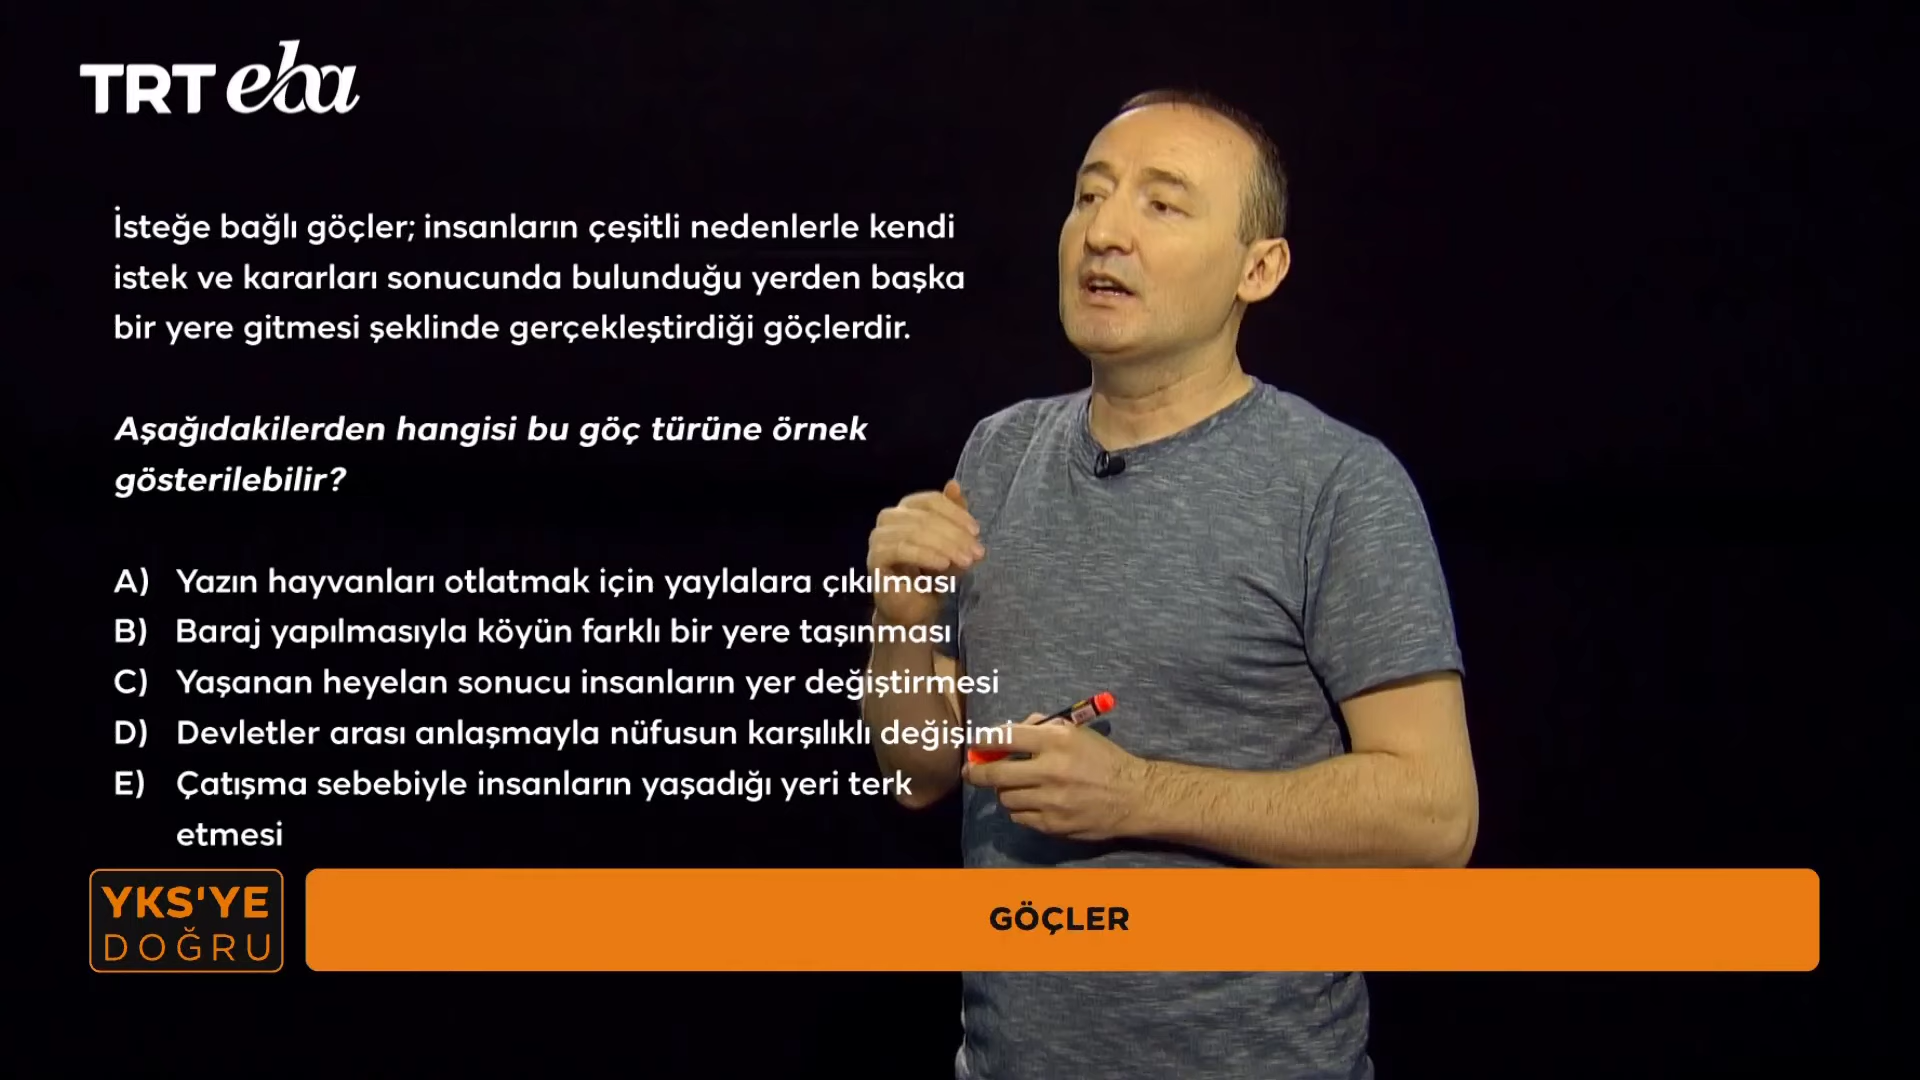 TRT eba
İsteğe bağlı göçler; insanların çeşitli nedenlerle kendi
istek ve kararları sonucunda bulunduğu yerden başka
bir yere gitmesi şeklinde gerçekleştirdiği göçlerdir.
Aşağıdakilerden hangisi bu göç türüne örnek
gösterilebilir?
A) Yazın hayvanları otlatmak için yaylalara çıkılması
B) Baraj yapılmasıyla köyün farklı bir yere taşınması
C) Yaşanan heyelan sonucu insanların yer değiştirmesi
D) Devletler arası anlaşmayla nüfusun karşılıklı değişimi
E) Çatışma sebebiyle insanların yaşadığı yeri terk
etmesi
YKS'YE
DOĞRU
GÖÇLER